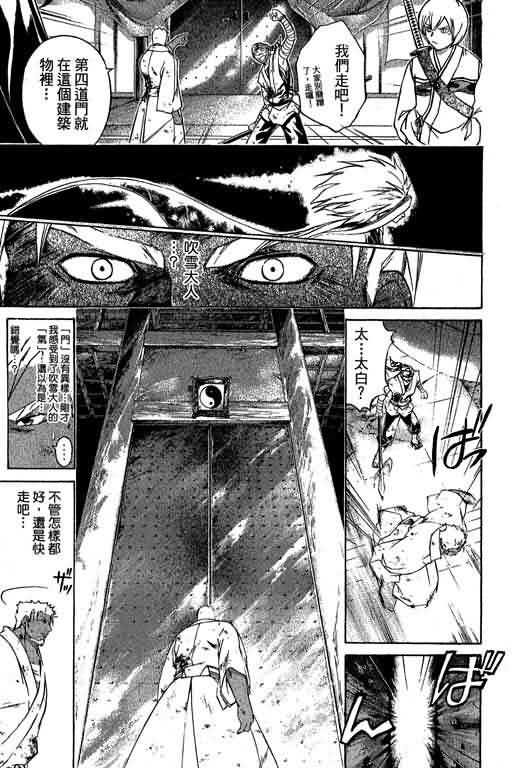 我們走吧！
大家別磨蹭
了，走囉！
第四道門就
在這個建築
物裡…
吹雪大人
…？
太…太白？
ば
ば
ばん
「門」沒有異樣…剛才
我感受到了吹雪大人的
「氣」！還以為是…
錯覺嗎…？
……
不管怎樣都
好，還是快
走吧…
ザッ